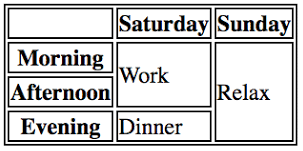 Saturday Sunday
Morning Work
Afternoon Relax
Evening Dinner